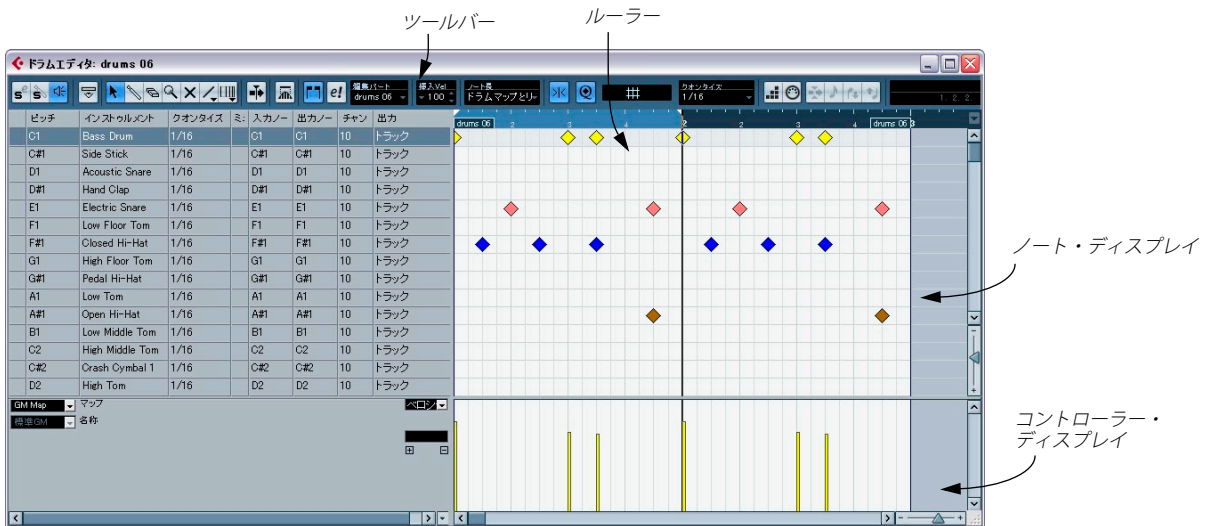 ツールバー
ルーラー
ドラムエディタ: drums 06
編集パート
drums 06
挿入Vel
100
ノート長
ドラムマップとリ
クオンタイズ
1/16
1. 2. 2.
ピッチ インストゥルメント クオンタイズ ミ: 入力ノー 出力ノー チャン 出力
drums 06 2 3 4 2 2 3 4 drums 06 3
C1 Bass Drum 1/16 C1 C1 10 トラック
C#1 Side Stick 1/16 C#1 C#1 10 トラック
D1 Acoustic Snare 1/16 D1 D1 10 トラック
D#1 Hand Clap 1/16 D#1 D#1 10 トラック
E1 Electric Snare 1/16 E1 E1 10 トラック
F1 Low Floor Tom 1/16 F1 F1 10 トラック
F#1 Closed Hi-Hat 1/16 F#1 F#1 10 トラック
G1 High Floor Tom 1/16 G1 G1 10 トラック
G#1 Pedal Hi-Hat 1/16 G#1 G#1 10 トラック
A1 Low Tom 1/16 A1 A1 10 トラック
A#1 Open Hi-Hat 1/16 A#1 A#1 10 トラック
B1 Low Middle Tom 1/16 B1 B1 10 トラック
C2 High Middle Tom 1/16 C2 C2 10 トラック
C#2 Crash Cymbal 1 1/16 C#2 C#2 10 トラック
D2 High Tom 1/16 D2 D2 10 トラック
ノート・ディスプレイ
GM Map マップ
ベロシ
標準GM 名称
コントローラー・
ディスプレイ